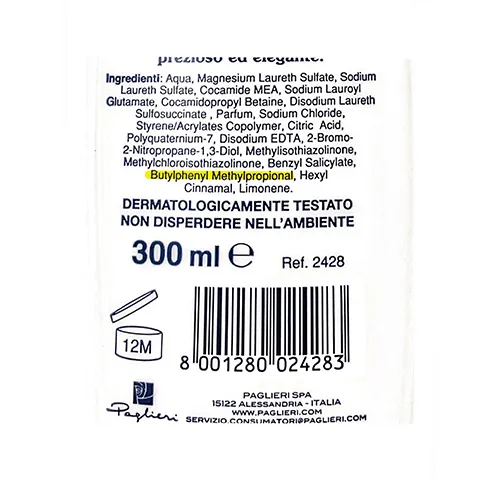 prezioso ed elegante.
Ingredienti: Aqua, Magnesium Laureth Sulfate, Sodium
Laureth Sulfate, Cocamide MEA, Sodium Lauroyl
Glutamate, Cocamidopropyl Betaine, Disodium Laureth
Sulfosuccinate , Parfum, Sodium Chloride,
Styrene/Acrylates Copolymer, Citric Acid,
Polyquaternium-7, Disodium EDTA, 2-Bromo-
2-Nitropropane-1,3-Diol, Methylisothiazolinone,
Methylchloroisothiazolinone, Benzyl Salicylate,
Butylphenyl Methylpropional, Hexyl
Cinnamal, Limonene.
DERMATOLOGICAMENTE TESTATO
NON DISPERDERE NELL'AMBIENTE
300 ml ℮ Ref. 2428
12M
8 001280 024283
Paglieri
PAGLIERI SPA
15122 ALESSANDRIA - ITALIA
WWW.PAGLIERI.COM
SERVIZIO.CONSUMATORI@PAGLIERI.COM